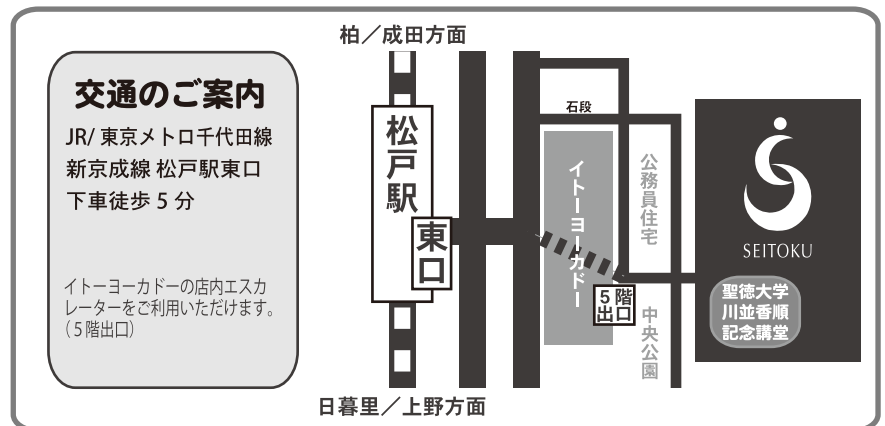 柏／成田方面
交通のご案内
JR/ 東京メトロ千代田線
新京成線 松戸駅東口
下車徒歩 5 分
イトーヨーカドーの店内エスカ
レーターをご利用いただけます。
(５階出口)
松戸駅
東口
石段
イトーヨーカドー
公務員住宅
5階
出口
中央公園
SEITOKU
聖徳大学
川並香順
記念講堂
日暮里／上野方面